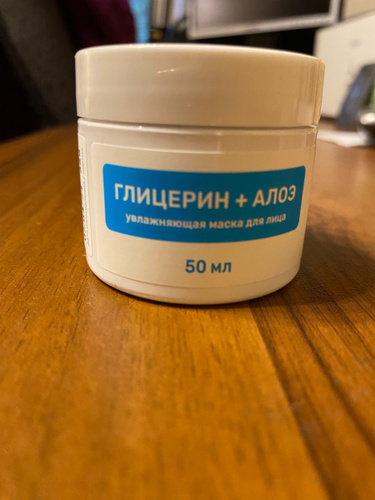 ГЛИЦЕРИН + АЛОЭ
увлажняющая маска для лица
50 мл